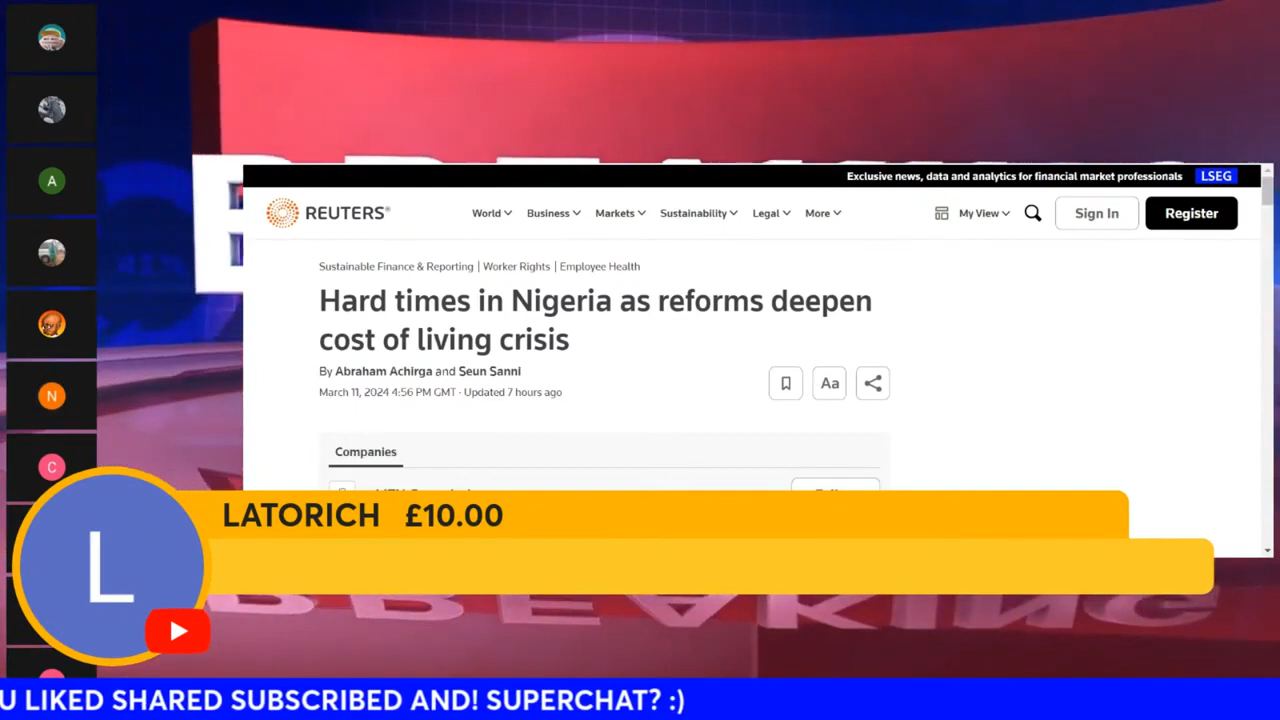 Exclusive news, data and analytics for financial market professionals LSEG
REUTERS®
World Business Markets Sustainability Legal More My View Sign In Register
Sustainable Finance & Reporting | Worker Rights | Employee Health
Hard times in Nigeria as reforms deepen
cost of living crisis
By Abraham Achirga and Seun Sanni
March 11, 2024 4:56 PM GMT · Updated 7 hours ago
Aa
Companies
A
N
C
L
LATORICH £10.00
BREAKING
U LIKED SHARED SUBSCRIBED AND! SUPERCHAT? :)